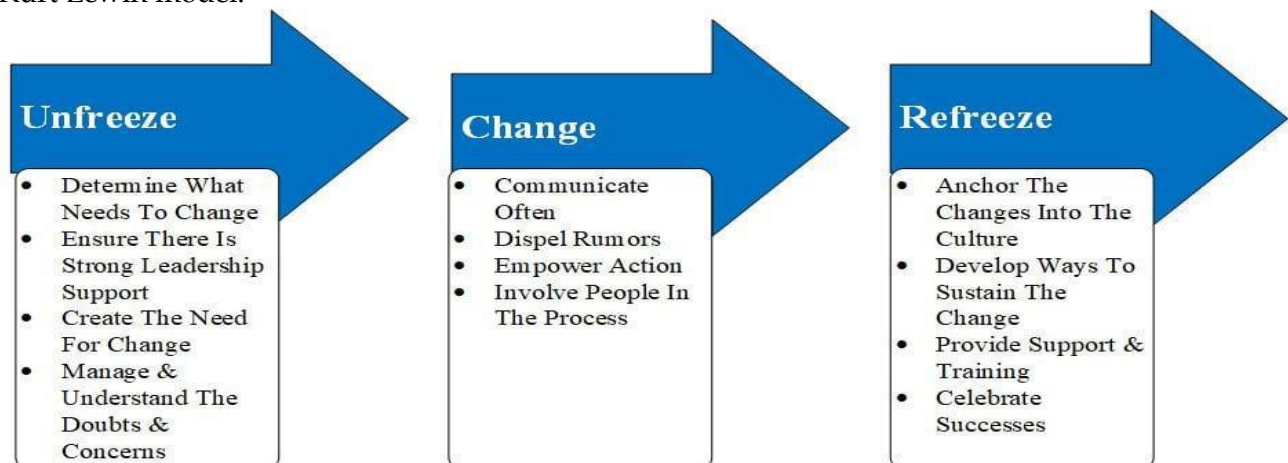 Kurt Lewin model.
Unfreeze
• Determine What
Needs To Change
• Ensure There Is
Strong Leadership
Support
• Create The Need
For Change
• Manage &
Understand The
Doubts &
Concerns
Change
• Communicate
Often
• Dispel Rumors
• Empower Action
• Involve People In
The Process
Refreeze
• Anchor The
Changes Into The
Culture
• Develop Ways To
Sustain The
Change
• Provide Support &
Training
• Celebrate
Successes